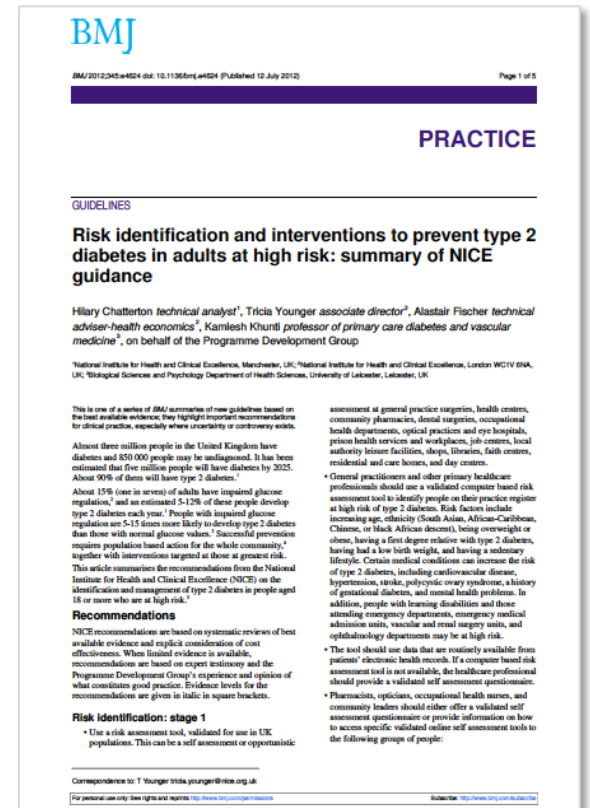 BMJ
BMJ 2012;345:e4624 doi: 10.1136/bmj.e4624 (Published 12 July 2012)
Page 1 of 5
PRACTICE
GUIDELINES
Risk identification and interventions to prevent type 2
diabetes in adults at high risk: summary of NICE
guidance
Hilary Chatterton technical analyst¹, Tricia Younger associate director², Alastair Fischer technical
adviser-health economics², Kamlesh Khunti professor of primary care diabetes and vascular
medicine³, on behalf of the Programme Development Group
¹National Institute for Health and Clinical Excellence, Manchester, UK; ²National Institute for Health and Clinical Excellence, London WC1V 6NA,
UK; ³Biological Sciences and Psychology Department of Health Sciences, University of Leicester, Leicester, UK
This is one of a series of BMJ summaries of new guidelines based on
the best available evidence; they highlight important recommendations
for clinical practice, especially where uncertainty or controversy exists.
Almost three million people in the United Kingdom have
diabetes and 850 000 people may be undiagnosed. It has been
estimated that five million people will have diabetes by 2025.
About 90% of them will have type 2 diabetes.¹
About 15% (one in seven) of adults have impaired glucose
regulation,² and an estimated 5-12% of these people develop
type 2 diabetes each year.¹ People with impaired glucose
regulation are 5-15 times more likely to develop type 2 diabetes
than those with normal glucose values.³ Successful prevention
requires population based action for the whole community,⁴
together with interventions targeted at those at greatest risk.
This article summarises the recommendations from the National
Institute for Health and Clinical Excellence (NICE) on the
identification and management of type 2 diabetes in people aged
18 or more who are at high risk.⁵
Recommendations
NICE recommendations are based on systematic reviews of best
available evidence and explicit consideration of cost
effectiveness. When limited evidence is available,
recommendations are based on expert testimony and the
Programme Development Group's experience and opinion of
what constitutes good practice. Evidence levels for the
recommendations are given in italic in square brackets.
Risk identification: stage 1
• Use a risk assessment tool, validated for use in UK
populations. This can be a self assessment or opportunistic
assessment at general practice surgeries, health centres,
community pharmacies, dental surgeries, occupational
health departments, optical practices and eye hospitals,
prison health services and workplaces, job centres, local
authority leisure facilities, shops, libraries, faith centres,
residential and care homes, and day centres.
• General practitioners and other primary healthcare
professionals should use a validated computer based risk
assessment tool to identify people on their practice register
at high risk of type 2 diabetes. Risk factors include
increasing age, ethnicity (South Asian, African-Caribbean,
Chinese, or black African descent), being overweight or
obese, having a first degree relative with type 2 diabetes,
having had a low birth weight, and having a sedentary
lifestyle. Certain medical conditions can increase the risk
of type 2 diabetes, including cardiovascular disease,
hypertension, stroke, polycystic ovary syndrome, a history
of gestational diabetes, and mental health problems. In
addition, people with learning disabilities and those
attending emergency departments, emergency medical
admission units, vascular and renal surgery units, and
ophthalmology departments may be at high risk.
• The tool should use data that are routinely available from
patients' electronic health records. If a computer based risk
assessment tool is not available, the healthcare professional
should provide a validated self assessment questionnaire.
• Pharmacists, opticians, occupational health nurses, and
community leaders should either offer a validated self
assessment questionnaire or provide information on how
to access specific validated online self assessment tools to
the following groups of people:
Correspondence to: T Younger tricia.younger@nice.org.uk
For personal use only: See rights and reprints http://www.bmj.com/permissions
Subscribe: http://www.bmj.com/subscribe